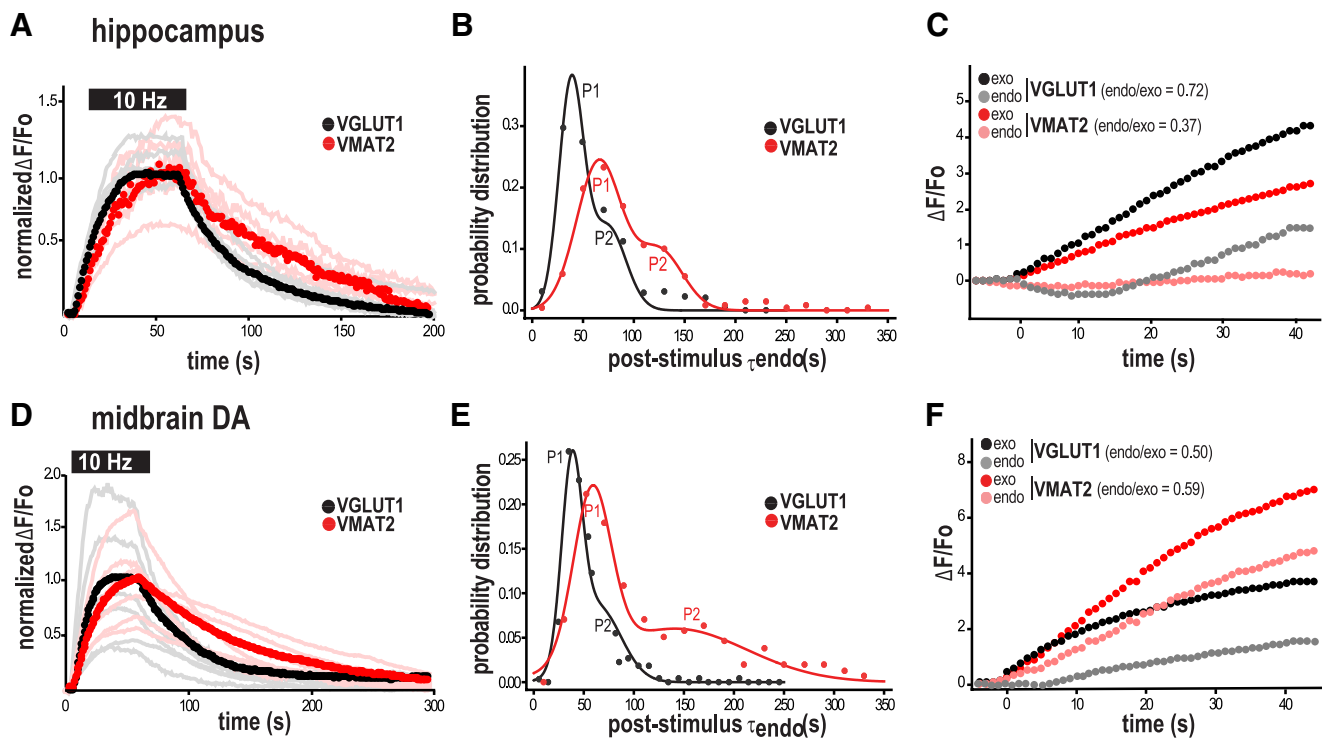 A hippocampus
normalized ΔF/Fo
1.5
1.0
0.5
10 Hz
VGLUT1
VMAT2
0 50 100 150 200
time (s)
B
probability distribution
0.3
0.2
0.1
0.0
P1
P1
P2
P2
VGLUT1
VMAT2
0 50 100 150 200 250 300 350
post-stimulus τendo(s)
C
ΔF/Fo
5
4
2
1
0
exo
endo VGLUT1 (endo/exo = 0.72)
exo
endo VMAT2 (endo/exo = 0.37)
0 10 20 30 40
time (s)
D midbrain DA
normalized ΔF/Fo
2.0
1.5
1.0
0.5
10 Hz
VGLUT1
VMAT2
0 100 200 300
time (s)
E
probability distribution
0.25
0.20
0.15
0.10
0.05
0.00
P1
P1
P2
P2
VGLUT1
VMAT2
0 50 100 150 200 250 300 350
post-stimulus τendo(s)
F
ΔF/Fo
8
6
4
2
0
exo
endo VGLUT1 (endo/exo = 0.50)
exo
endo VMAT2 (endo/exo = 0.59)
0 10 20 30 40
time (s)